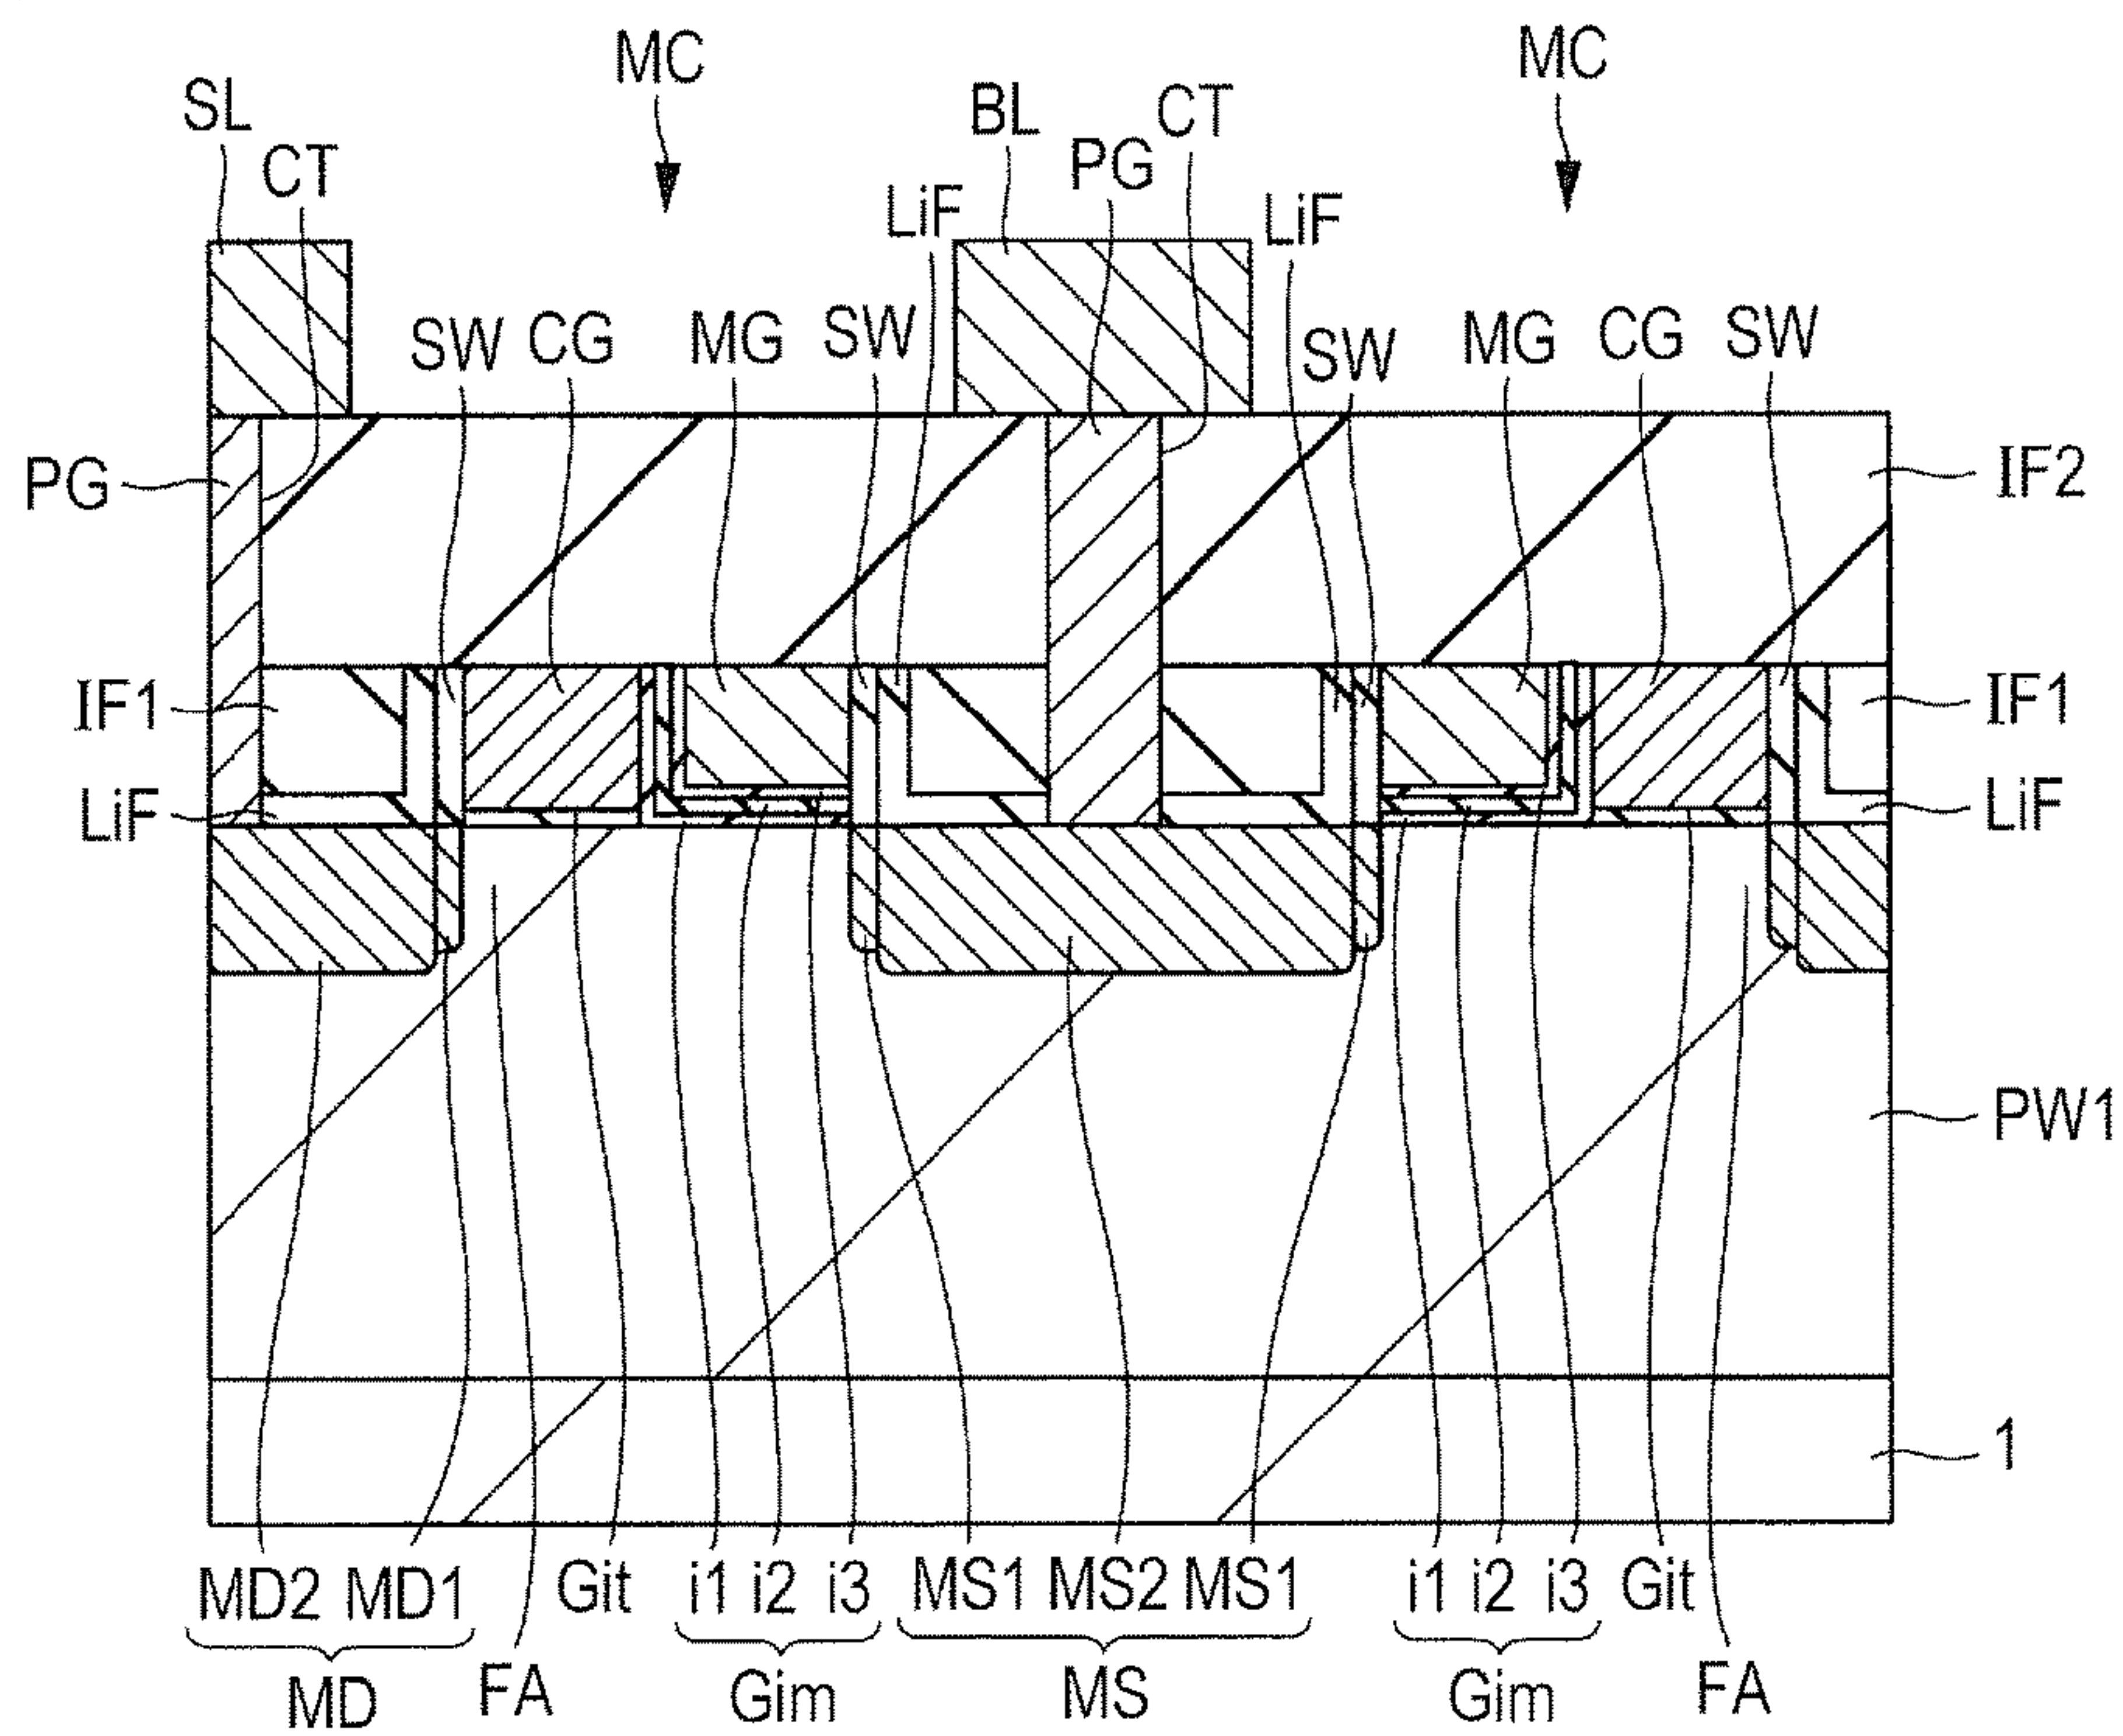 MC MC
SL BL CT
CT PG
LiF LiF
SW CG MG SW SW MG CG SW
PG IF2
IF1 IF1
LiF LiF
PW1
1
MD2 MD1 Git i1 i2 i3 MS1 MS2 MS1 i1 i2 i3 Git
MD FA Gim MS Gim FA